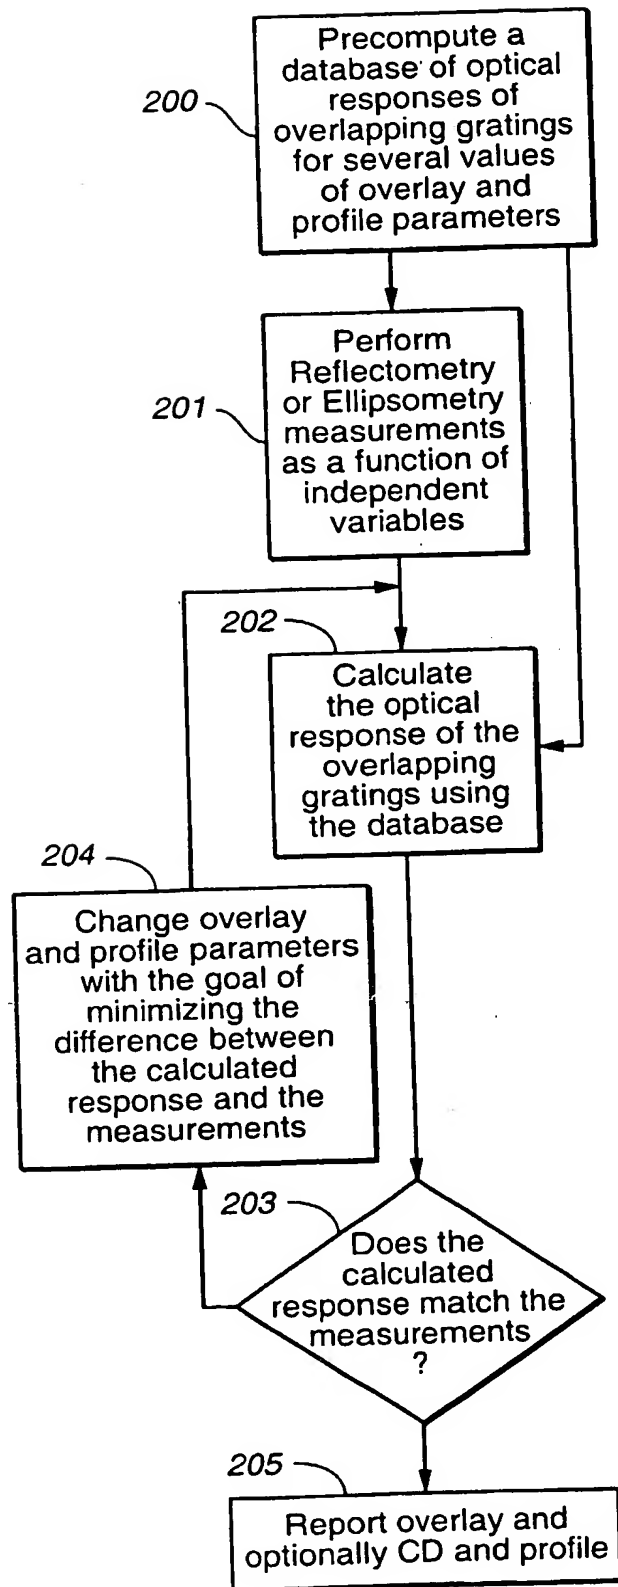 200
Precompute a
database of optical
responses of
overlapping gratings
for several values
of overlay and
profile parameters
201
Perform
Reflectometry
or Ellipsometry
measurements
as a function of
independent
variables
202
Calculate
the optical
response of the
overlapping
gratings using
the database
204
Change overlay
and profile parameters
with the goal of
minimizing the
difference between
the calculated
response and the
measurements
203
Does the
calculated
response match the
measurements
?
205
Report overlay and
optionally CD and profile